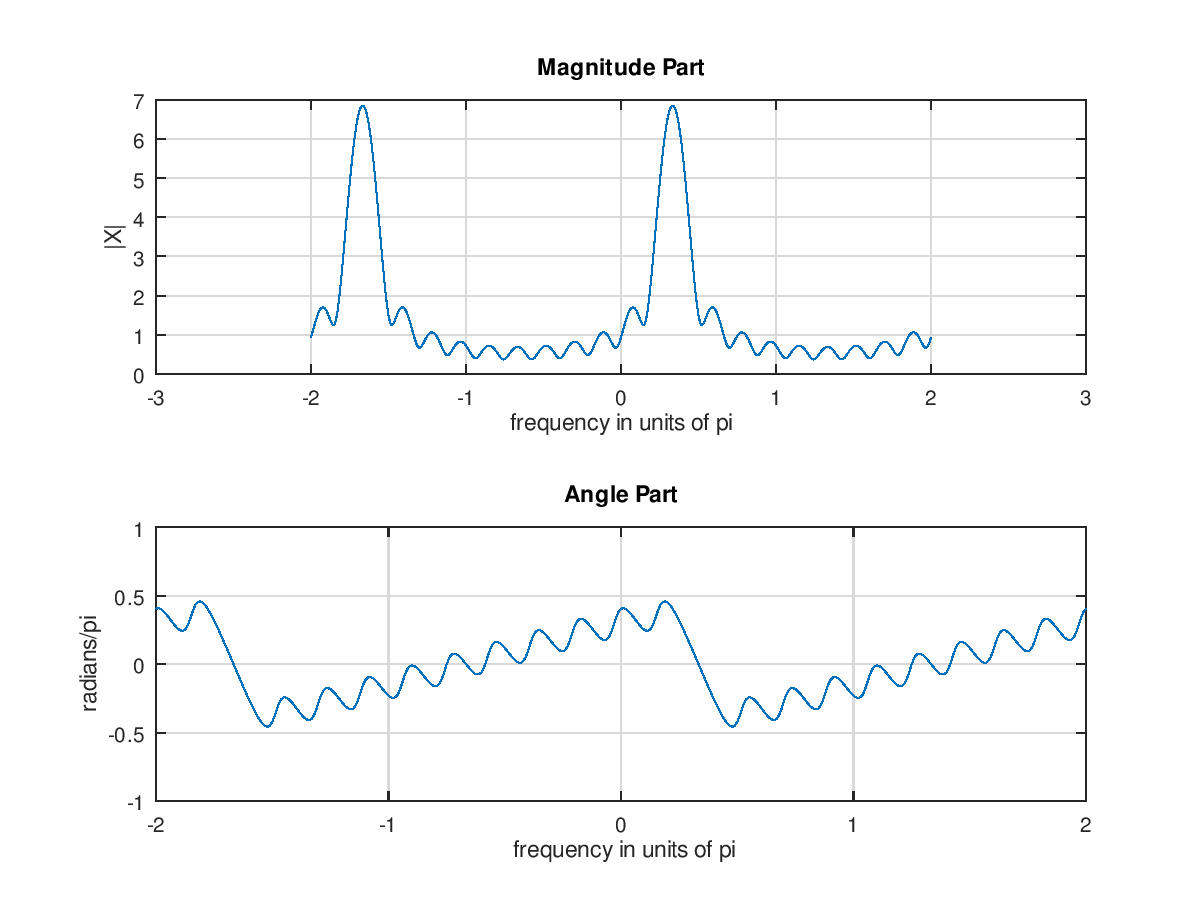 Magnitude Part
7
6
5
4
3
2
1
0
|X|
-3 -2 -1 0 1 2 3
frequency in units of pi
Angle Part
1
0.5
0
-0.5
-1
radians/pi
-2 -1 0 1 2
frequency in units of pi